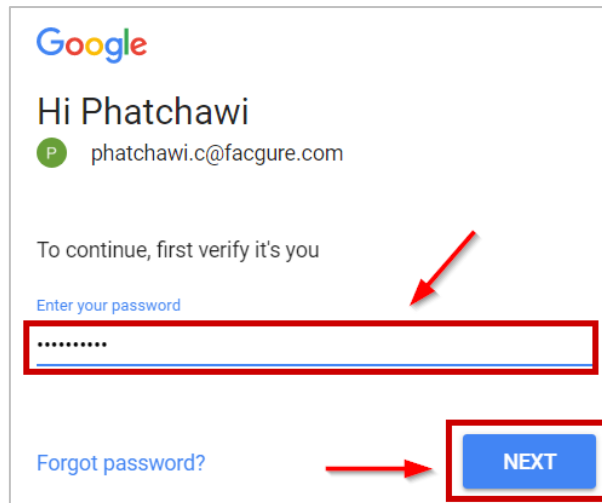 Google
Hi Phatchawi
P
phatchawi.c@facgure.com
To continue, first verify it's you
Enter your password
••••••••••
Forgot password?
NEXT